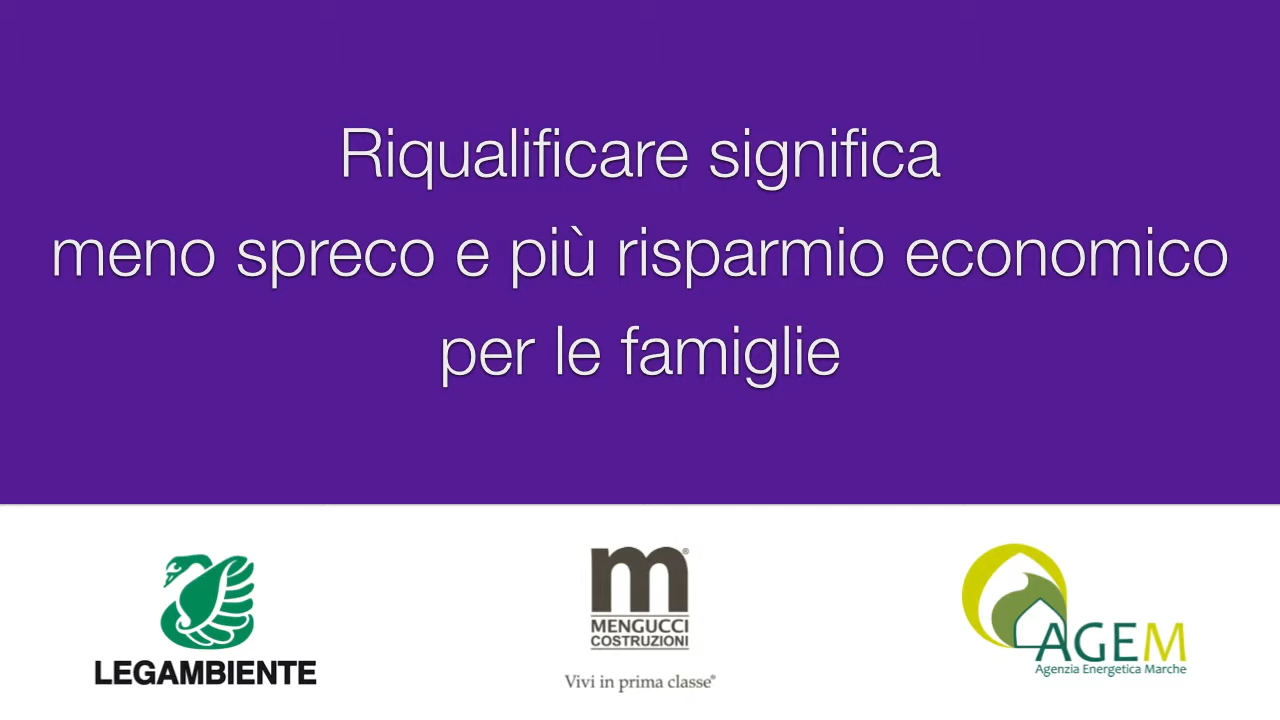 Riqualificare significa
meno spreco e più risparmio economico
per le famiglie
LEGAMBIENTE
m®
MENGUCCI
COSTRUZIONI
Vivi in prima classe®
AGEM
Agenzia Energetica Marche